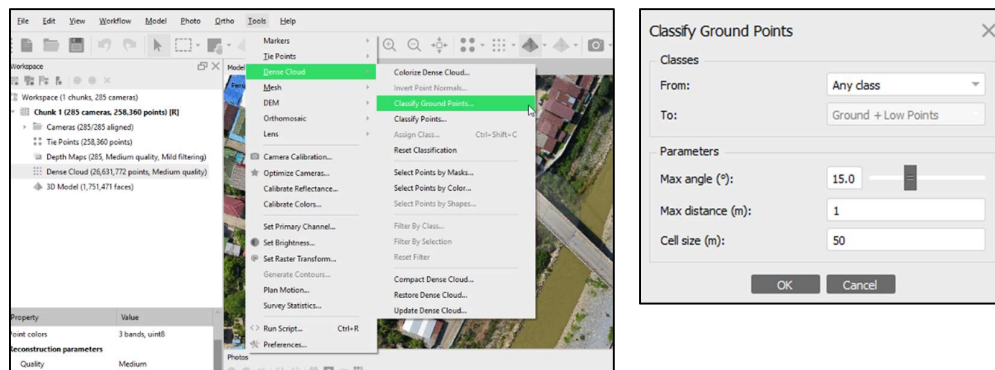 File Edit View Workflow Model Photo Ortho Tools Help
Workspace
Workspace (1 chunks, 285 cameras)
Chunk 1 (285 cameras, 258,360 points) [R]
Cameras (285/285 aligned)
Tie Points (258,360 points)
Depth Maps (285, Medium quality, Mild filtering)
Dense Cloud (26,631,772 points, Medium quality)
3D Model (1,751,471 faces)
Property Value
Point colors 3 bands, uint8
Reconstruction parameters
Quality Medium
Model
Photos
Markers
Tie Points
Dense Cloud
Mesh
DEM
Orthomosaic
Lens
Camera Calibration...
Optimize Cameras...
Calibrate Reflectance...
Calibrate Colors...
Set Primary Channel...
Set Brightness...
Set Raster Transform...
Generate Contours...
Plan Motion...
Survey Statistics...
Run Script... Ctrl+R
Preferences...
Colorize Dense Cloud...
Invert Point Normals...
Classify Ground Points...
Classify Points...
Assign Class... Ctrl+Shift+C
Reset Classification
Select Points by Masks...
Select Points by Color...
Select Points by Shapes...
Filter By Class...
Filter By Selection
Reset Filter
Compact Dense Cloud...
Restore Dense Cloud...
Update Dense Cloud...
Classify Ground Points
Classes
From: Any class
To: Ground + Low Points
Parameters
Max angle (°): 15.0
Max distance (m): 1
Cell size (m): 50
OK Cancel